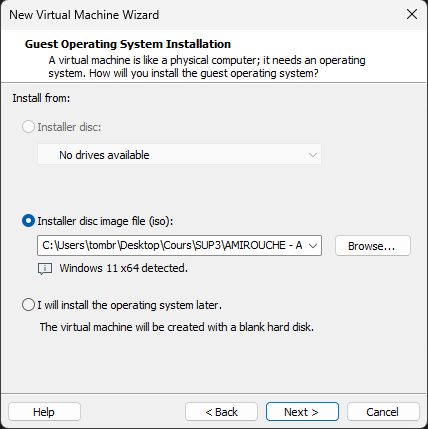 New Virtual Machine Wizard
Guest Operating System Installation
A virtual machine is like a physical computer; it needs an operating
system. How will you install the guest operating system?
Install from:
Installer disc:
No drives available
Installer disc image file (iso):
C:\Users\tombr\Desktop\Cours\SUP3\AMIROUCHE - A
Browse...
Windows 11 x64 detected.
I will install the operating system later.
The virtual machine will be created with a blank hard disk.
Help
< Back
Next >
Cancel